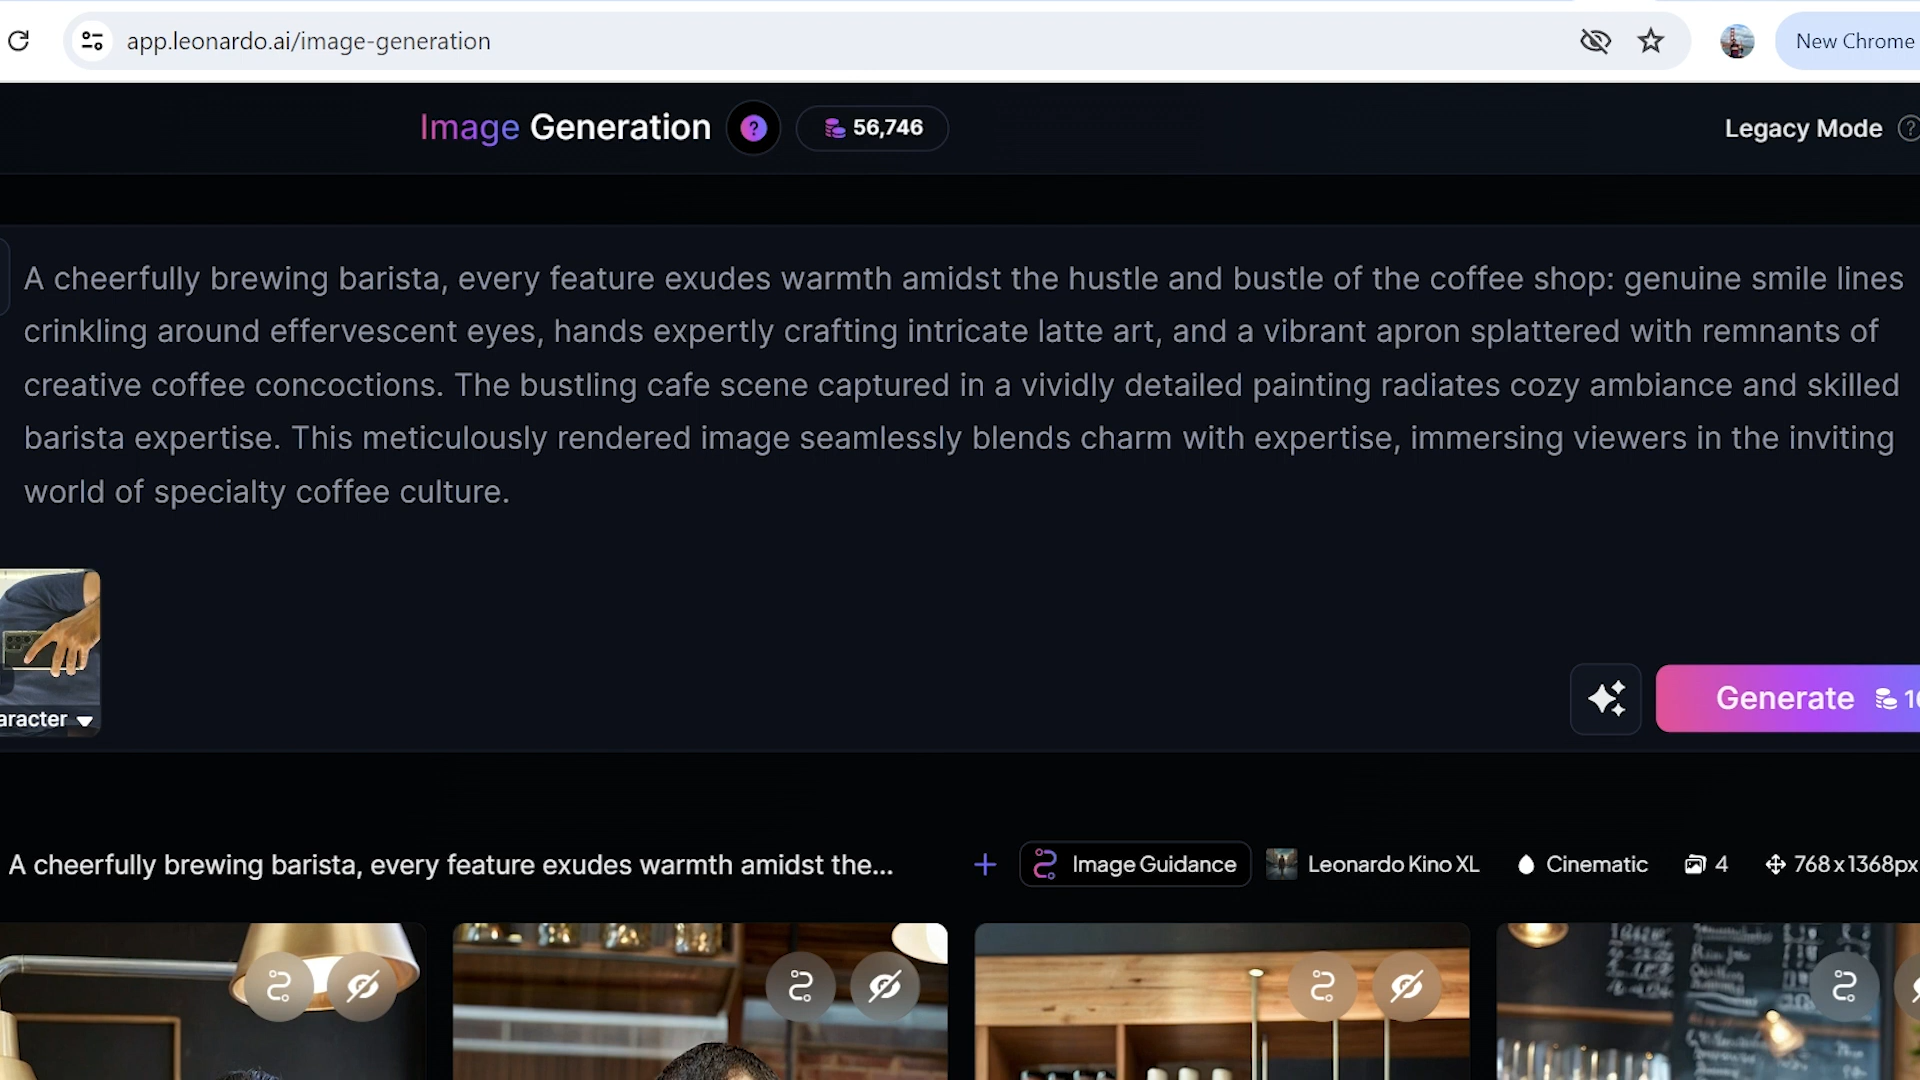 app.leonardo.ai/image-generation
New Chrome
Image Generation
56,746
Legacy Mode
A cheerfully brewing barista, every feature exudes warmth amidst the hustle and bustle of the coffee shop: genuine smile lines
crinkling around effervescent eyes, hands expertly crafting intricate latte art, and a vibrant apron splattered with remnants of
creative coffee concoctions. The bustling cafe scene captured in a vividly detailed painting radiates cozy ambiance and skilled
barista expertise. This meticulously rendered image seamlessly blends charm with expertise, immersing viewers in the inviting
world of specialty coffee culture.
aracter
Generate
A cheerfully brewing barista, every feature exudes warmth amidst the...
Image Guidance
Leonardo Kino XL
Cinematic
4
768 x 1368px